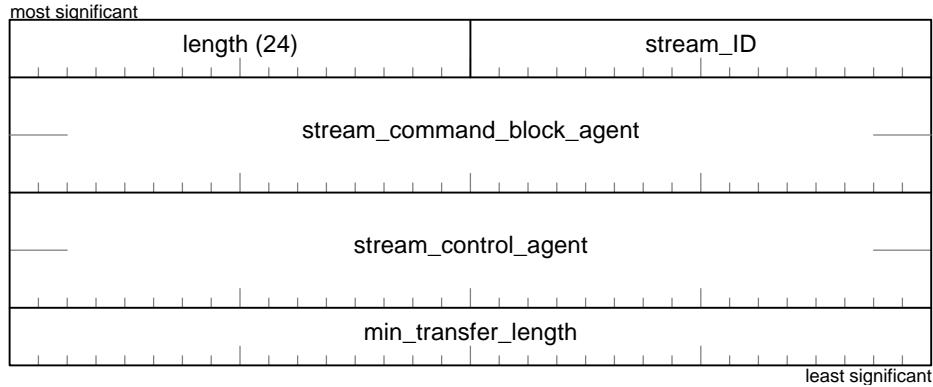 most significant
length (24) stream_ID
stream_command_block_agent
stream_control_agent
min_transfer_length
least significant